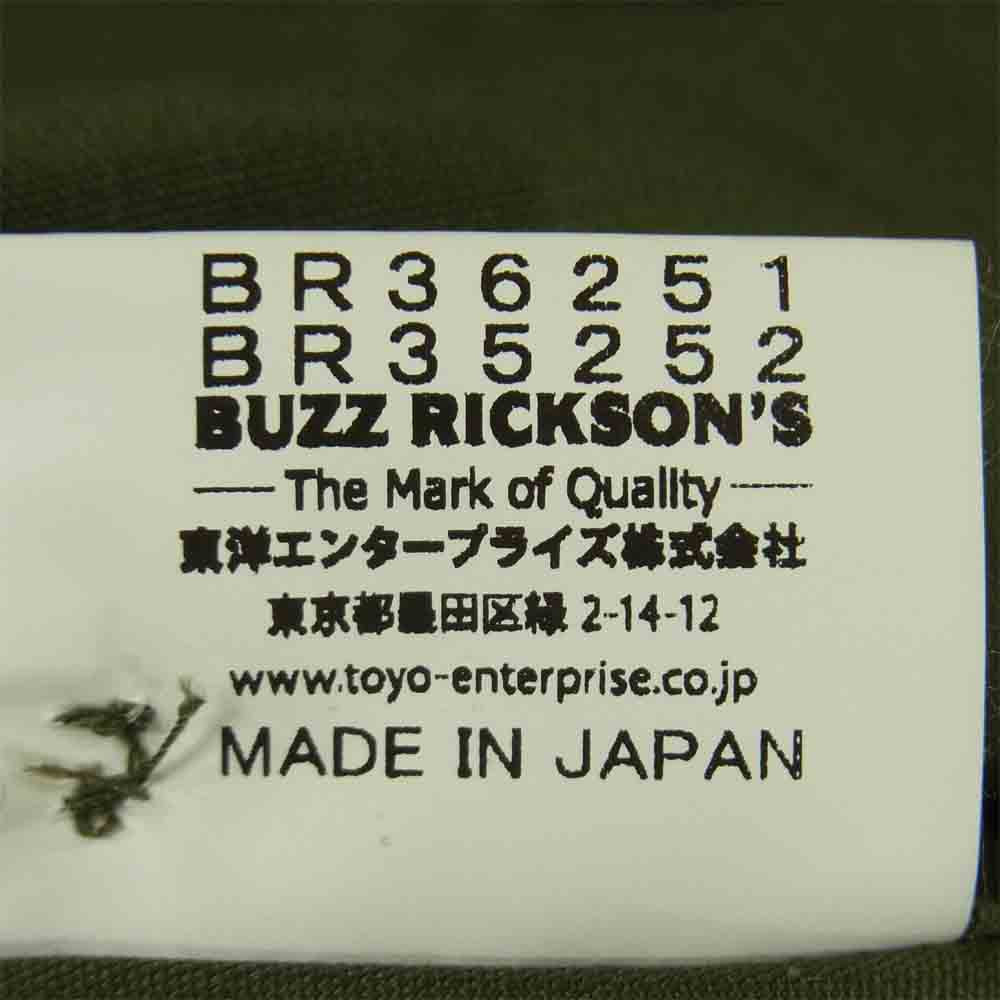 BR36251
BR35252
BUZZ RICKSON'S
The Mark of Quality
東洋エンタープライズ株式会社
東京都墨田区緑 2-14-12
www.toyo-enterprise.co.jp
MADE IN JAPAN